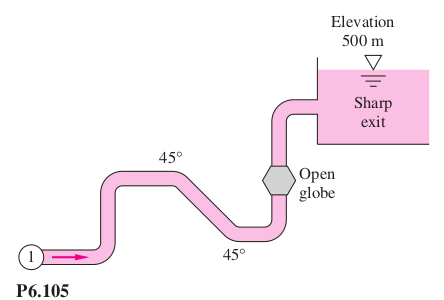 Elevation
500 m
Sharp
exit
45°
Open
globe
45°
1
P6.105